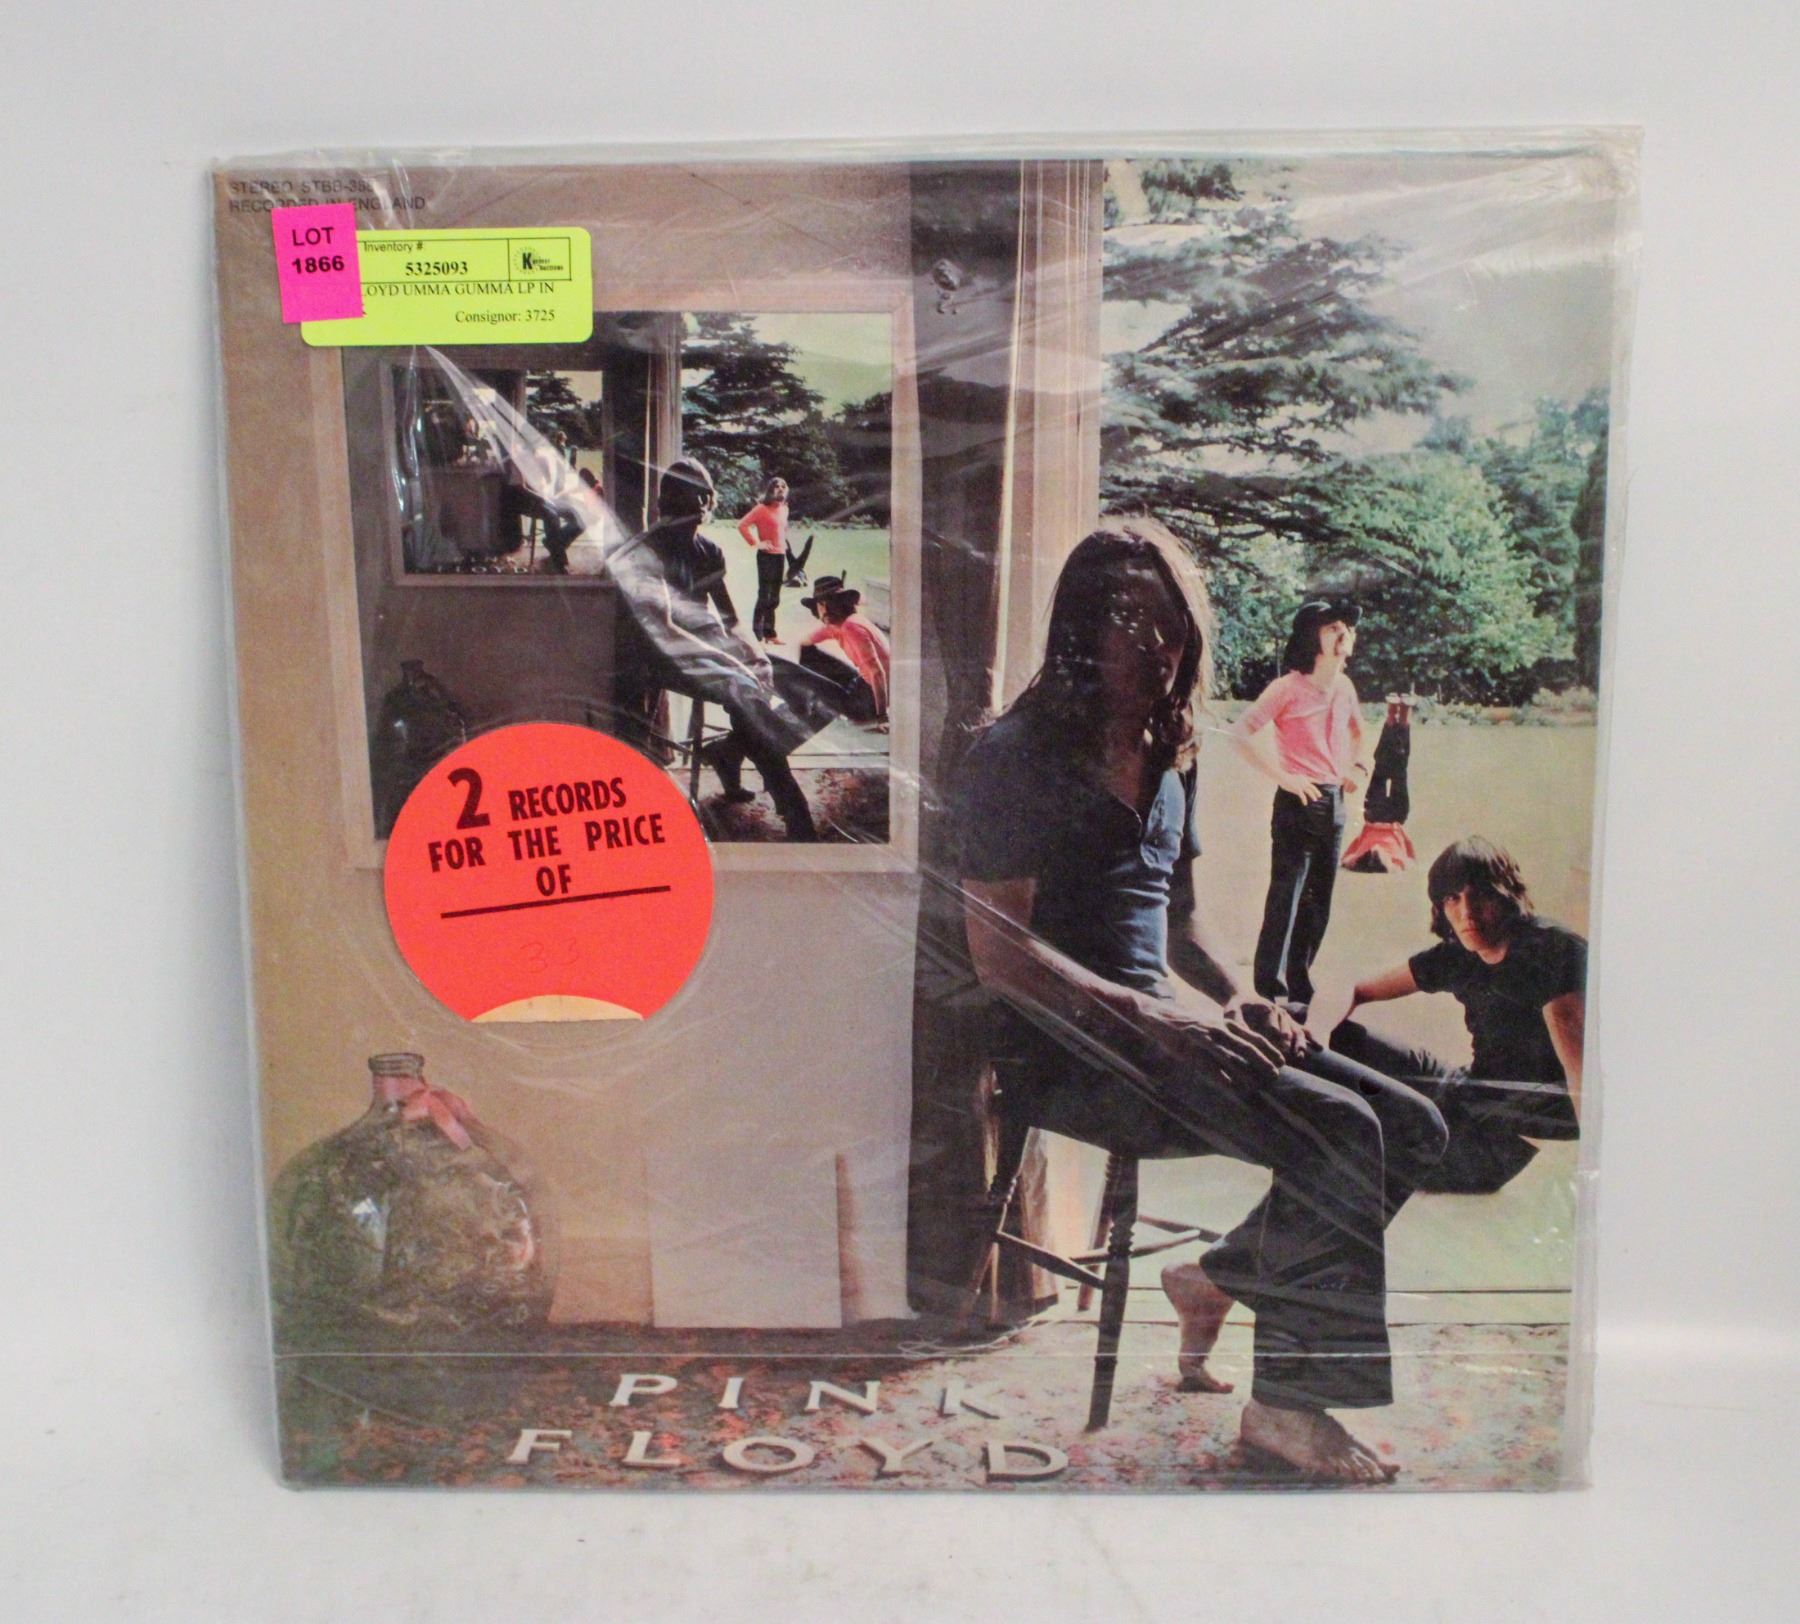 STEREO STBB-388
RECORDED IN ENGLAND
LOT
1866
Inventory #
5325093
LOYD UMMA GUMMA LP IN
Consignor: 3725
2 RECORDS
FOR THE PRICE
OF
33
PINK
FLOYD